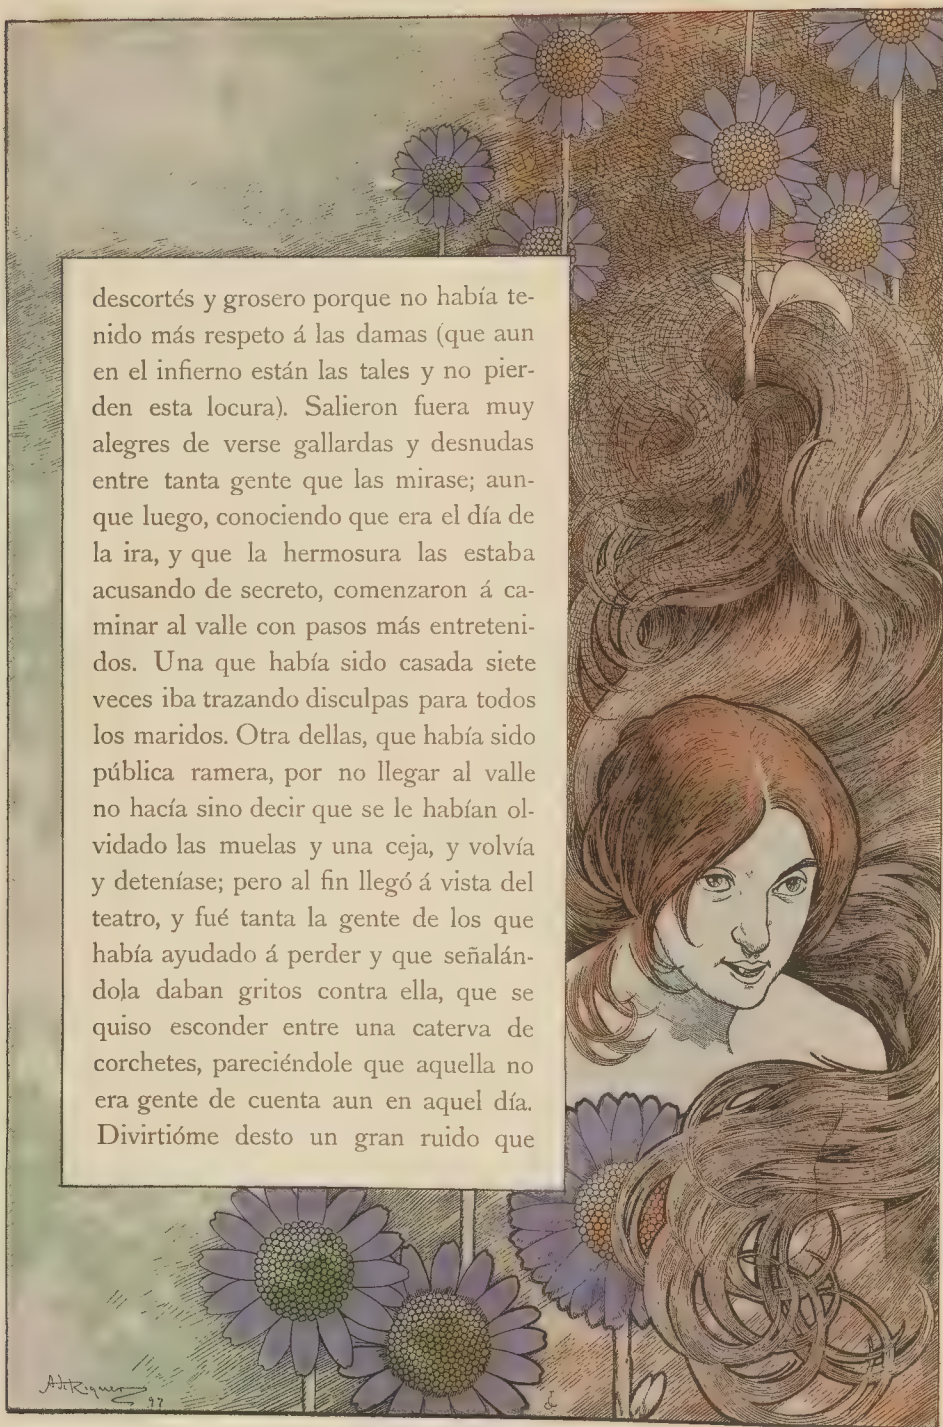 descortés y grosero porque no había te-
nido más respeto á las damas (que aun
en el infierno están las tales y no pier-
den esta locura). Salieron fuera muy
alegres de verse gallardas y desnudas
entre tanta gente que las mirase; aun-
que luego, conociendo que era el día de
la ira, y que la hermosura las estaba
acusando de secreto, comenzaron á ca-
minar al valle con pasos más entreteni-
dos. Una que había sido casada siete
veces iba trazando disculpas para todos
los maridos. Otra dellas, que había sido
pública ramera, por no llegar al valle
no hacía sino decir que se le habían ol-
vidado las muelas y una ceja, y volvía
y deteníase; pero al fin llegó á vista del
teatro, y fué tanta la gente de los que
había ayudado á perder y que señalán-
dola daban gritos contra ella, que se
quiso esconder entre una caterva de
corchetes, pareciéndole que aquella no
era gente de cuenta aun en aquel día.
Divirtióme desto un gran ruido que
A de Riquer
97